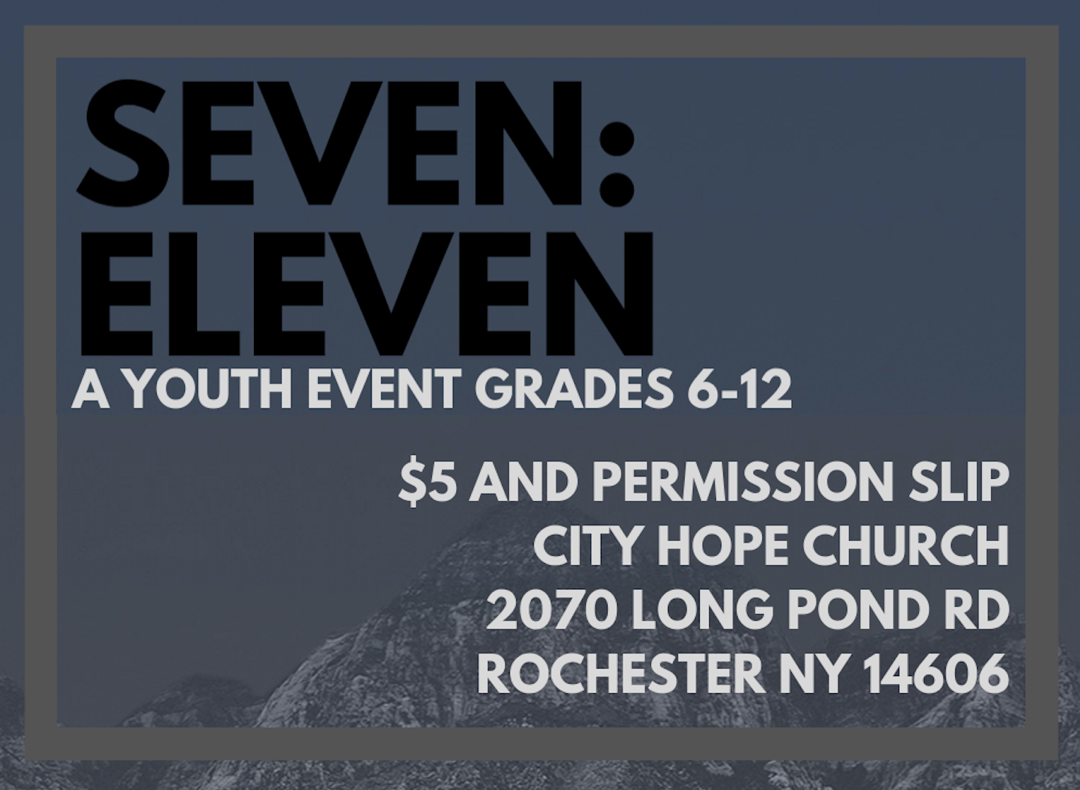 SEVEN:
ELEVEN
A YOUTH EVENT GRADES 6-12
$5 AND PERMISSION SLIP
CITY HOPE CHURCH
2070 LONG POND RD
ROCHESTER NY 14606